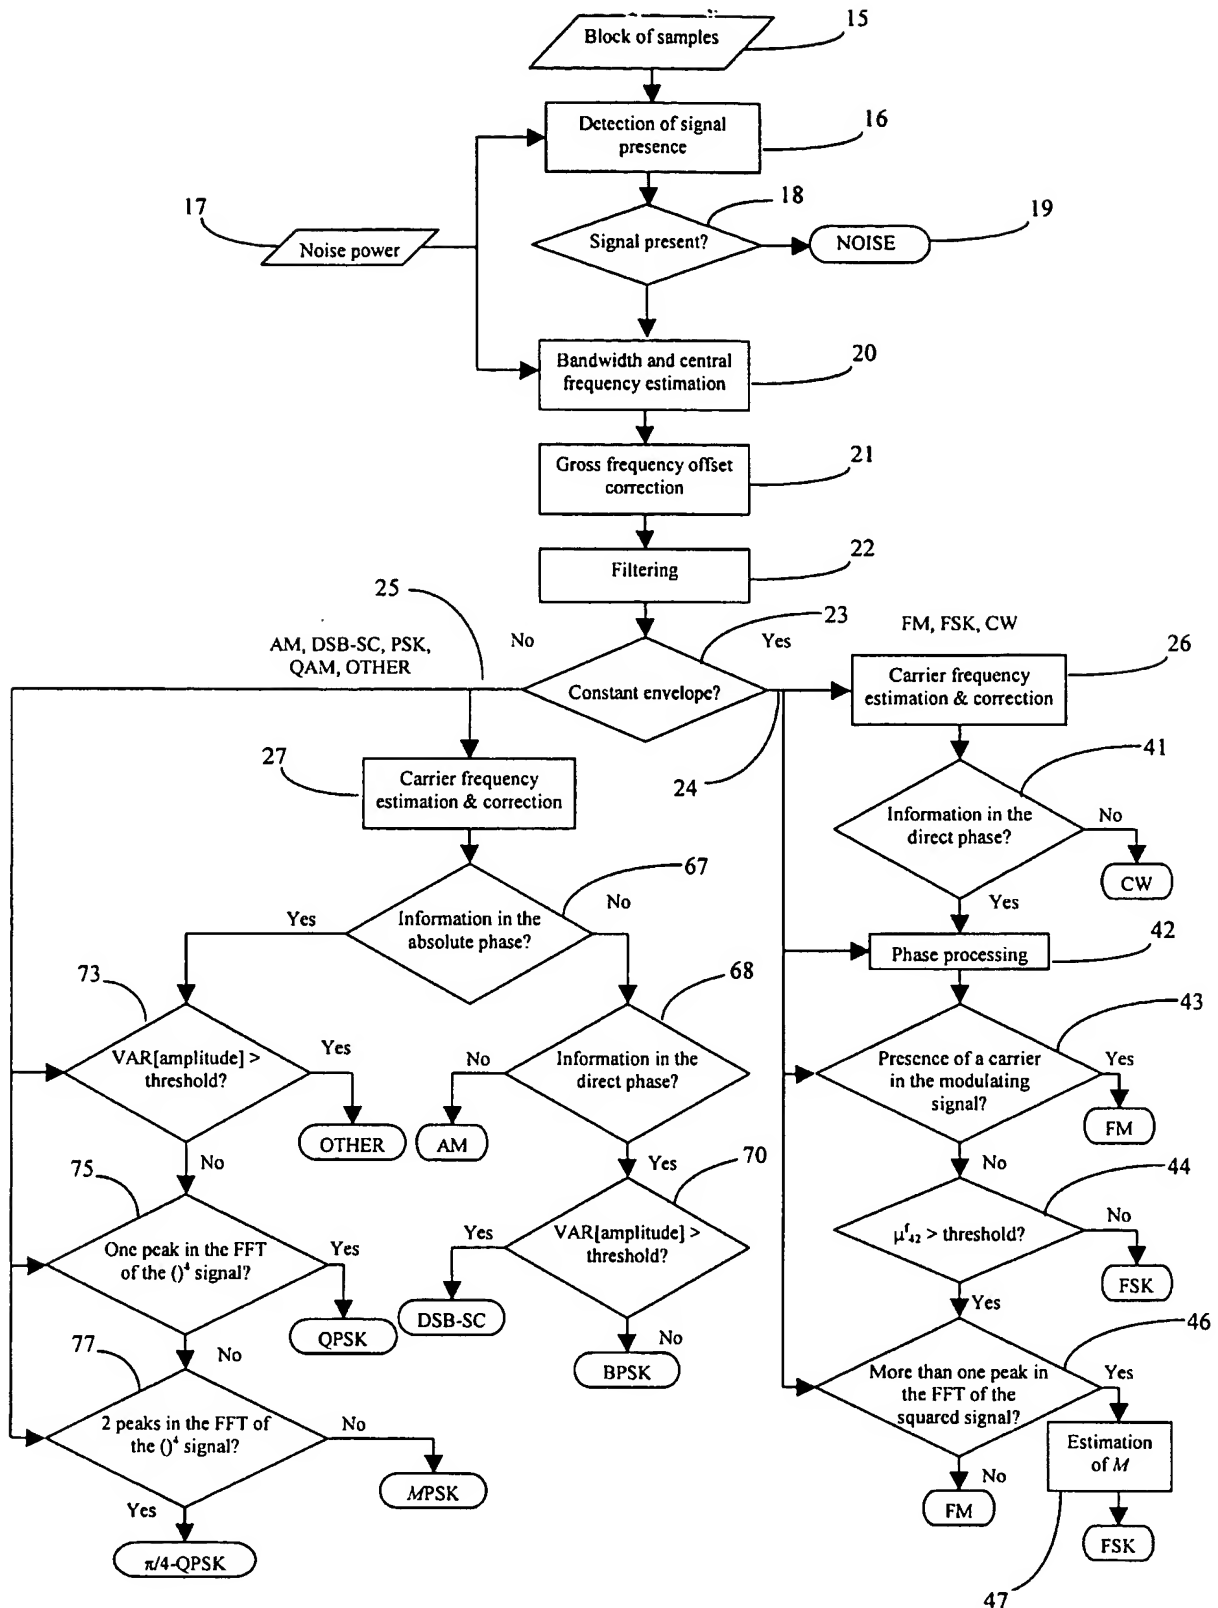 Block of samples
15
Detection of signal
presence
16
17
Noise power
Signal present?
18
NOISE
19
Bandwidth and central
frequency estimation
20
Gross frequency offset
correction
21
Filtering
22
25
AM, DSB-SC, PSK,
QAM, OTHER
No
Constant envelope?
23
Yes
24
FM, FSK, CW
Carrier frequency
estimation & correction
26
27
Carrier frequency
estimation & correction
Information in the
direct phase?
41
No
CW
Yes
Information in the
absolute phase?
67
Yes
No
Phase processing
42
73
VAR[amplitude] >
threshold?
Yes
OTHER
No
68
Information in the
direct phase?
No
AM
Yes
Presence of a carrier
in the modulating
signal?
43
Yes
FM
No
75
One peak in the FFT
of the ()⁴ signal?
Yes
QPSK
No
70
VAR[amplitude] >
threshold?
Yes
DSB-SC
No
BPSK
μᶠ₄₂ > threshold?
44
No
FSK
Yes
77
2 peaks in the FFT of
the ()⁴ signal?
No
MPSK
Yes
π/4-QPSK
More than one peak in
the FFT of the
squared signal?
46
Yes
No
FM
Estimation
of M
47
FSK